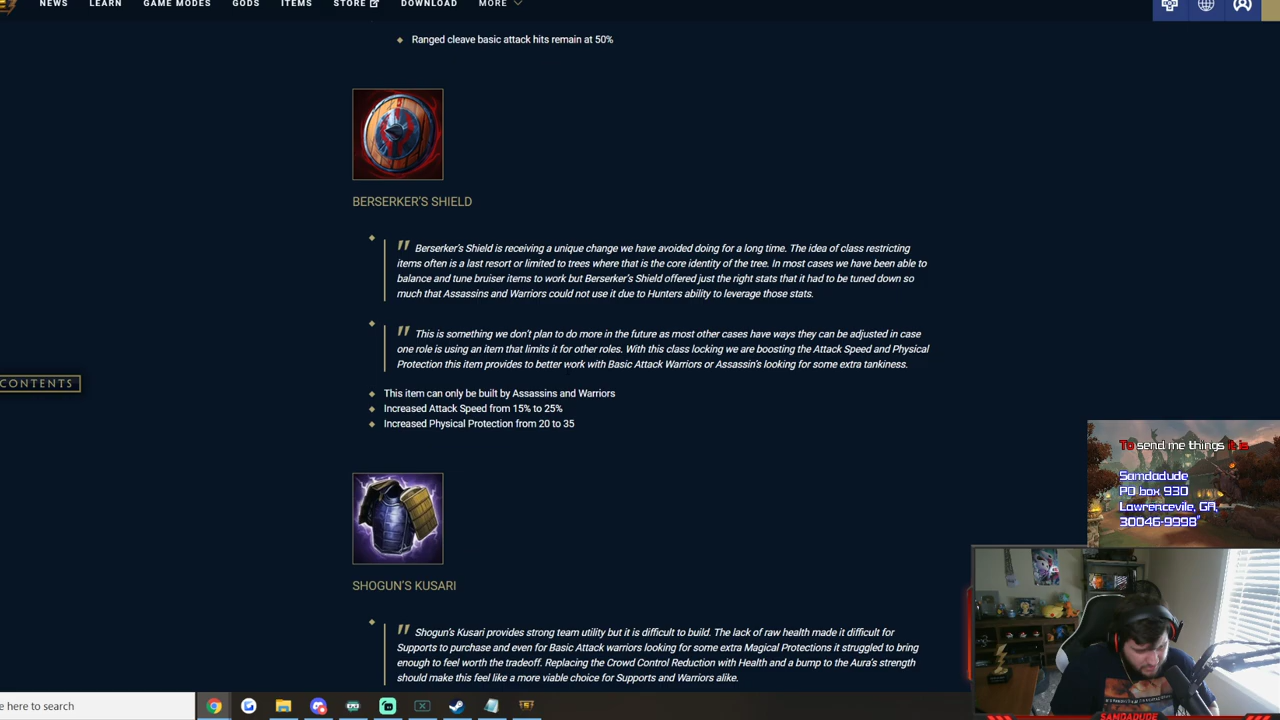 NEWS LEARN GAME MODES GODS ITEMS STORE DOWNLOAD MORE
Ranged cleave basic attack hits remain at 50%
BERSERKER'S SHIELD
" Berserker's Shield is receiving a unique change we have avoided doing for a long time. The idea of class restricting
items often is a last resort or limited to trees where that is the core identity of the tree. In most cases we have been able to
balance and tune bruiser items to work but Berserker's Shield offered just the right stats that it had to be tuned down so
much that Assassins and Warriors could not use it due to Hunters ability to leverage those stats.
" This is something we don't plan to do more in the future as most other cases have ways they can be adjusted in case
one role is using an item that limits it for other roles. With this class locking we are boosting the Attack Speed and Physical
Protection this item provides to better work with Basic Attack Warriors or Assassin's looking for some extra tankiness.
CONTENTS
This item can only be built by Assassins and Warriors
Increased Attack Speed from 15% to 25%
Increased Physical Protection from 20 to 35
SHOGUN'S KUSARI
" Shogun's Kusari provides strong team utility but it is difficult to build. The lack of raw health made it difficult for
Supports to purchase and even for Basic Attack warriors looking for some extra Magical Protections it struggled to bring
enough to feel worth the tradeoff. Replacing the Crowd Control Reduction with Health and a bump to the Aura's strength
should make this feel like a more viable choice for Supports and Warriors alike.
To send me things it is
Samdadude
PO box 930
Lawrencevile, GA,
30046-9998"
e here to search
SAMDADUDE